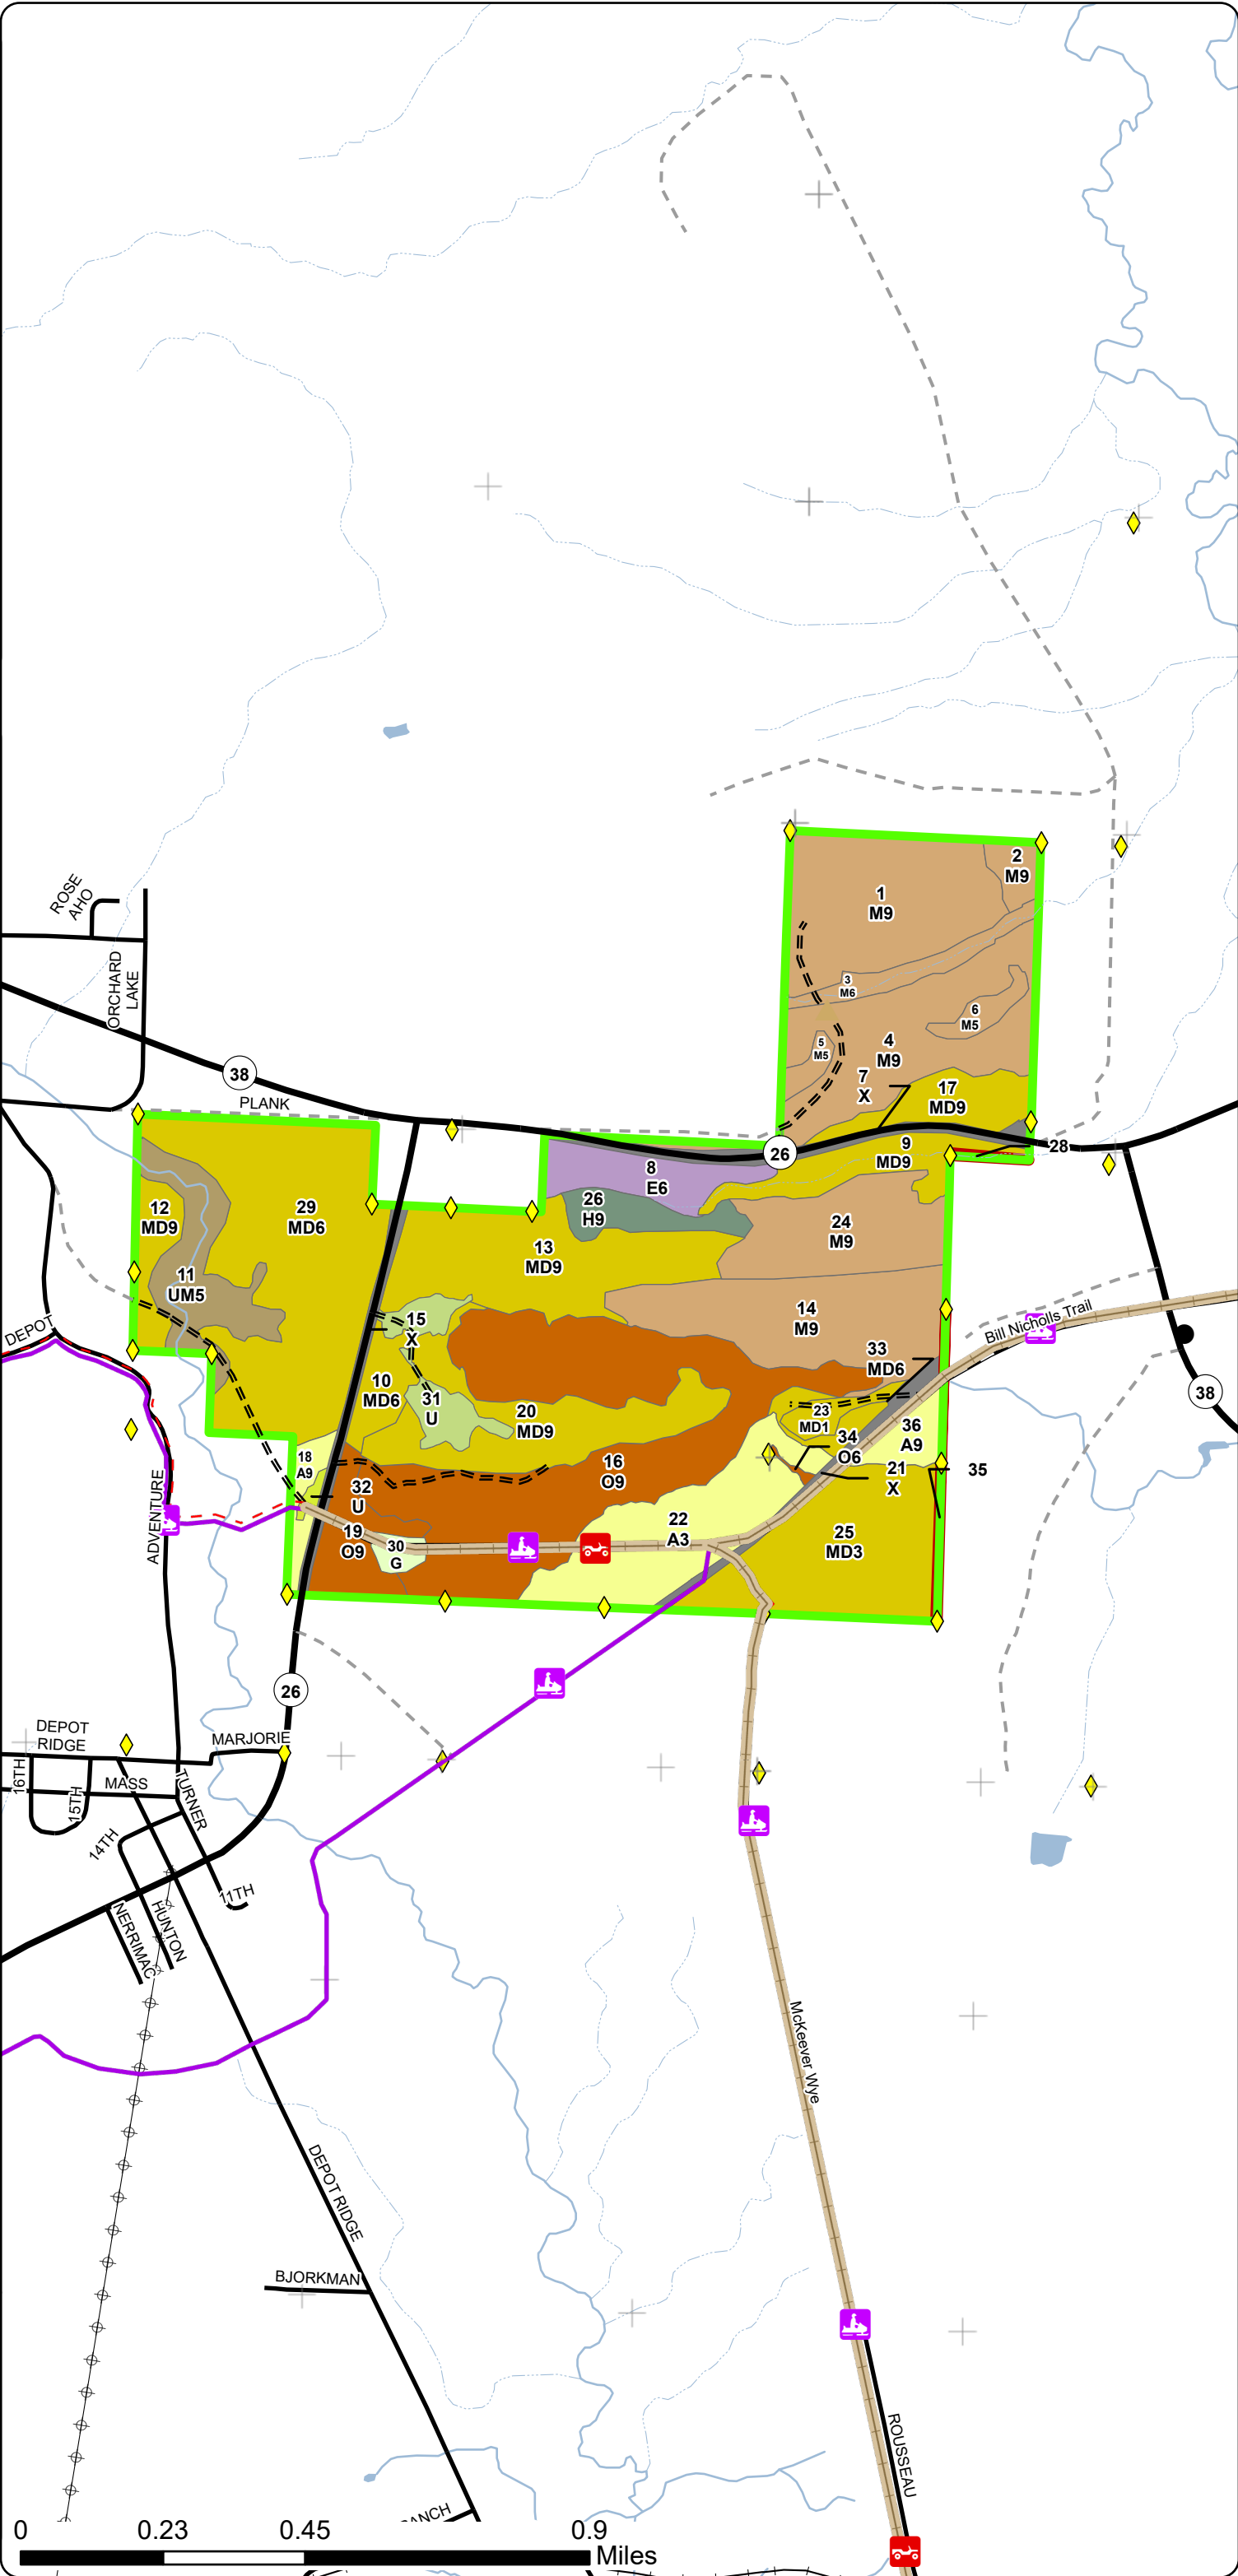 2
M9
1
M9
ROSE
AHO
ORCHARD
LAKE
3
M6
6
M5
5
M5
4
M9
7
X
17
MD9
38
PLANK
26
28
9
MD9
8
E6
26
H9
12
MD9
29
MD6
24
M9
13
MD9
11
UM5
14
M9
15
X
Bill Nicholls Trail
DEPOT
33
MD6
10
MD6
31
U
38
20
MD9
23
MD1
36
A9
34
O6
18
A9
16
O9
21
X
35
32
U
ADVENTURE
19
O9
30
G
22
A3
25
MD3
26
DEPOT
RIDGE
MARJORIE
16TH
15TH
MASS
TURNER
14TH
11TH
NERRIMAC
HUNTON
McKeever Wye
DEPOT RIDGE
BJORKMAN
ROUSSEAU
0
0.23
0.45
0.9
Miles